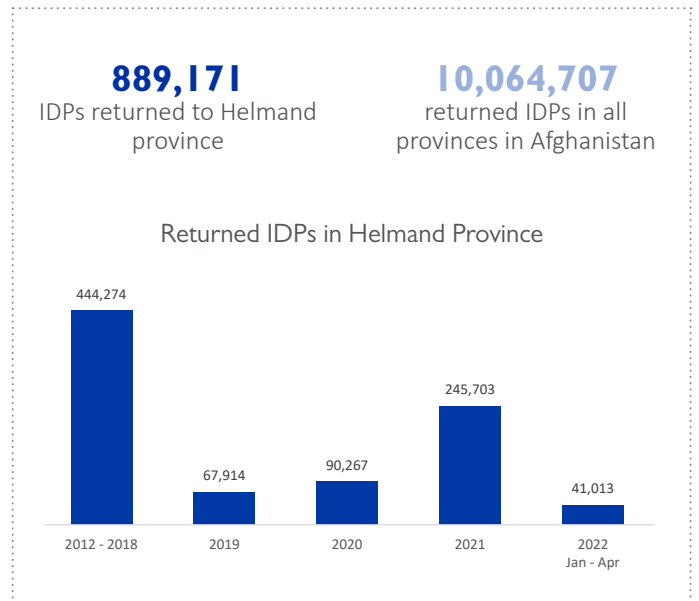 889,171
IDPs returned to Helmand
province
10,064,707
returned IDPs in all
provinces in Afghanistan
Returned IDPs in Helmand Province
444,274
67,914
90,267
245,703
41,013
2012 - 2018
2019
2020
2021
2022
Jan - Apr